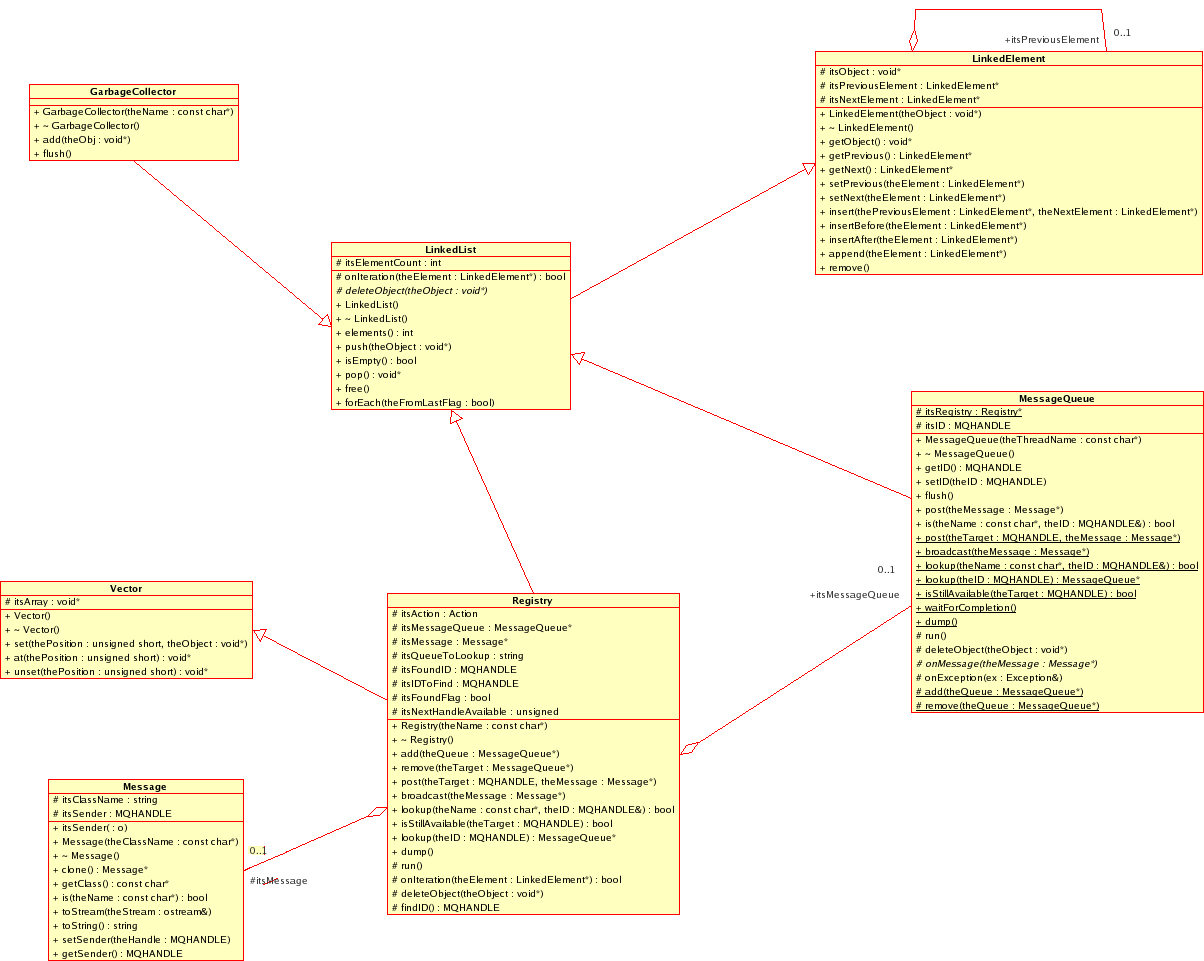 0..1
+itsPreviousElement
LinkedElement
# itsObject : void*
# itsPreviousElement : LinkedElement*
# itsNextElement : LinkedElement*
+ LinkedElement(theObject : void*)
+ ~ LinkedElement()
+ getObject() : void*
+ getPrevious() : LinkedElement*
+ getNext() : LinkedElement*
+ setPrevious(theElement : LinkedElement*)
+ setNext(theElement : LinkedElement*)
+ insert(thePreviousElement : LinkedElement*, theNextElement : LinkedElement*)
+ insertBefore(theElement : LinkedElement*)
+ insertAfter(theElement : LinkedElement*)
+ append(theElement : LinkedElement*)
+ remove()
GarbageCollector
+ GarbageCollector(theName : const char*)
+ ~ GarbageCollector()
+ add(theObj : void*)
+ flush()
LinkedList
# itsElementCount : int
# onIteration(theElement : LinkedElement*) : bool
# deleteObject(theObject : void*)
+ LinkedList()
+ ~ LinkedList()
+ elements() : int
+ push(theObject : void*)
+ isEmpty() : bool
+ pop() : void*
+ free()
+ forEach(theFromLastFlag : bool)
MessageQueue
# itsRegistry : Registry*
# itsID : MQHANDLE
+ MessageQueue(theThreadName : const char*)
+ ~ MessageQueue()
+ getID() : MQHANDLE
+ setID(theID : MQHANDLE)
+ flush()
+ post(theMessage : Message*)
+ is(theName : const char*, theID : MQHANDLE&) : bool
+ post(theTarget : MQHANDLE, theMessage : Message*)
+ broadcast(theMessage : Message*)
+ lookup(theName : const char*, theID : MQHANDLE&) : bool
+ lookup(theID : MQHANDLE) : MessageQueue*
+ isStillAvailable(theTarget : MQHANDLE) : bool
+ waitForCompletion()
+ dump()
# run()
# deleteObject(theObject : void*)
# onMessage(theMessage : Message*)
# onException(ex : Exception&)
# add(theQueue : MessageQueue*)
# remove(theQueue : MessageQueue*)
0..1
+itsMessageQueue
Vector
# itsArray : void*
+ Vector()
+ ~ Vector()
+ set(thePosition : unsigned short, theObject : void*)
+ at(thePosition : unsigned short) : void*
+ unset(thePosition : unsigned short) : void*
Registry
# itsAction : Action
# itsMessageQueue : MessageQueue*
# itsMessage : Message*
# itsQueueToLookup : string
# itsFoundID : MQHANDLE
# itsIDToFind : MQHANDLE
# itsFoundFlag : bool
# itsNextHandleAvailable : unsigned
+ Registry(theName : const char*)
+ ~ Registry()
+ add(theQueue : MessageQueue*)
+ remove(theTarget : MessageQueue*)
+ post(theTarget : MQHANDLE, theMessage : Message*)
+ broadcast(theMessage : Message*)
+ lookup(theName : const char*, theID : MQHANDLE&) : bool
+ isStillAvailable(theTarget : MQHANDLE) : bool
+ lookup(theID : MQHANDLE) : MessageQueue*
+ dump()
# run()
# onIteration(theElement : LinkedElement*) : bool
# deleteObject(theObject : void*)
# findID() : MQHANDLE
Message
# itsClassName : string
# itsSender : MQHANDLE
+ itsSender( : o)
+ Message(theClassName : const char*)
+ ~ Message()
+ clone() : Message*
+ getClass() : const char*
+ is(theName : const char*) : bool
+ toStream(theStream : ostream&)
+ toString() : string
+ setSender(theHandle : MQHANDLE)
+ getSender() : MQHANDLE
0..1
#itsMessage